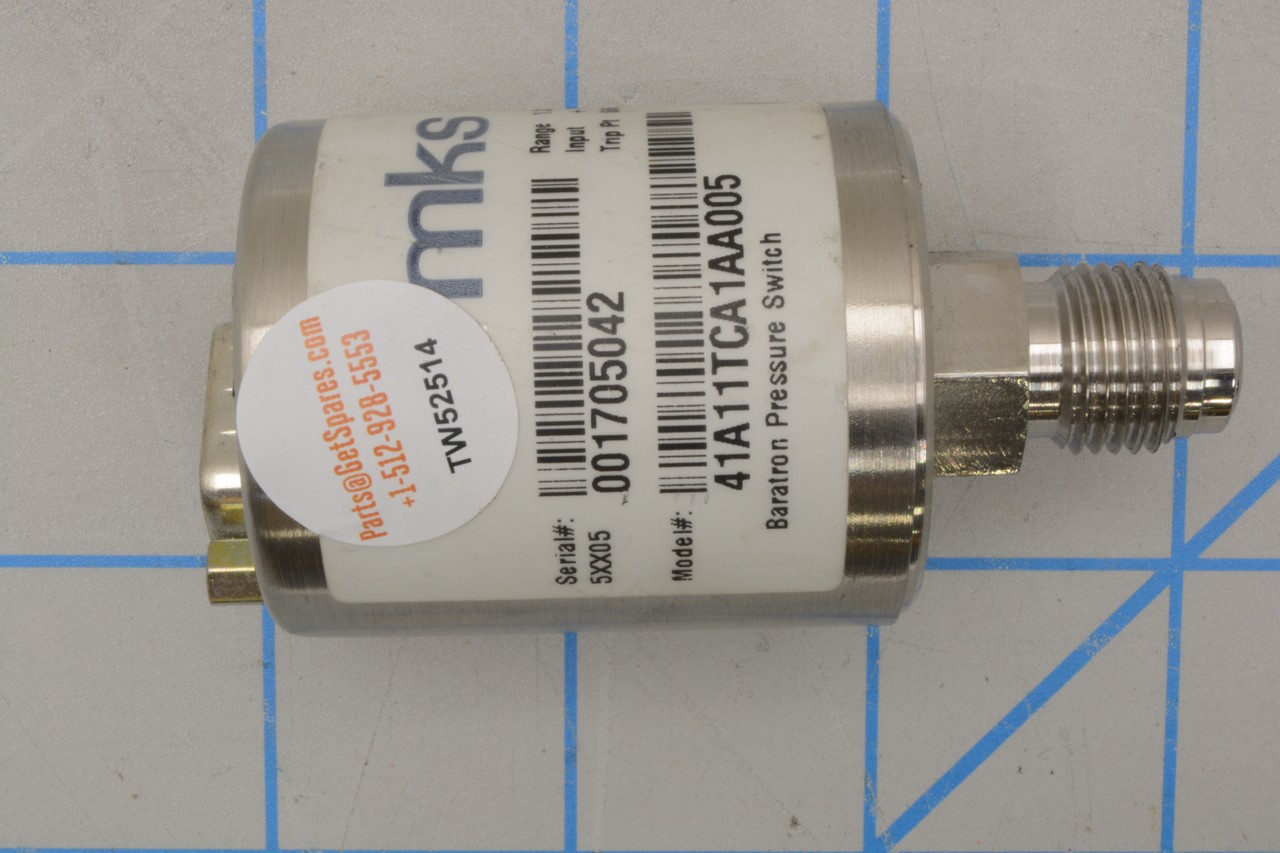 mks
Parts@GetSpares.com
+1-512-928-5553
TW52514
Range
Input
Trip Pt
Serial#:
5XX05
001705042
Model#:
41A11TCA1AA005
Baratron Pressure Switch